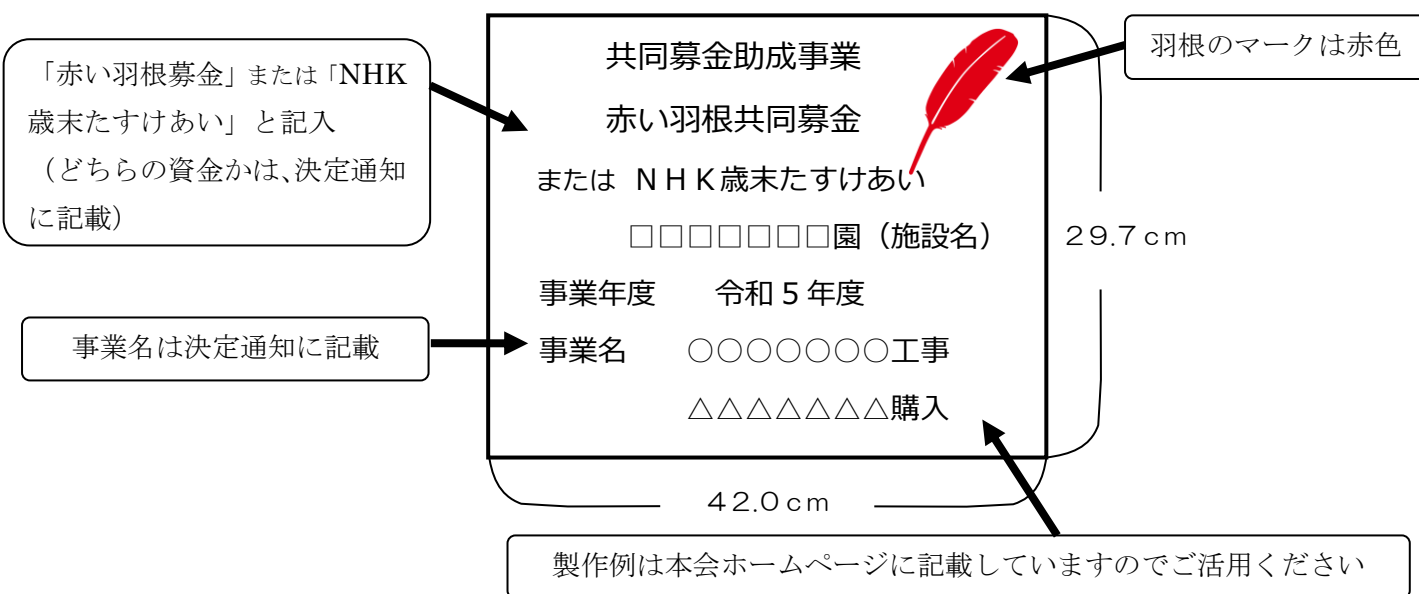 「赤い羽根募金」または「NHK
歳末たすけあい」と記入
（どちらの資金かは、決定通知
に記載）
事業名は決定通知に記載
共同募金助成事業
赤い羽根共同募金
または ＮＨＫ歳末たすけあい
□□□□□□□園（施設名）
事業年度 令和５年度
事業名 ○○○○○○○工事
△△△△△△△購入
羽根のマークは赤色
２９.７ｃｍ
４２.０ｃｍ
製作例は本会ホームページに記載していますのでご活用ください